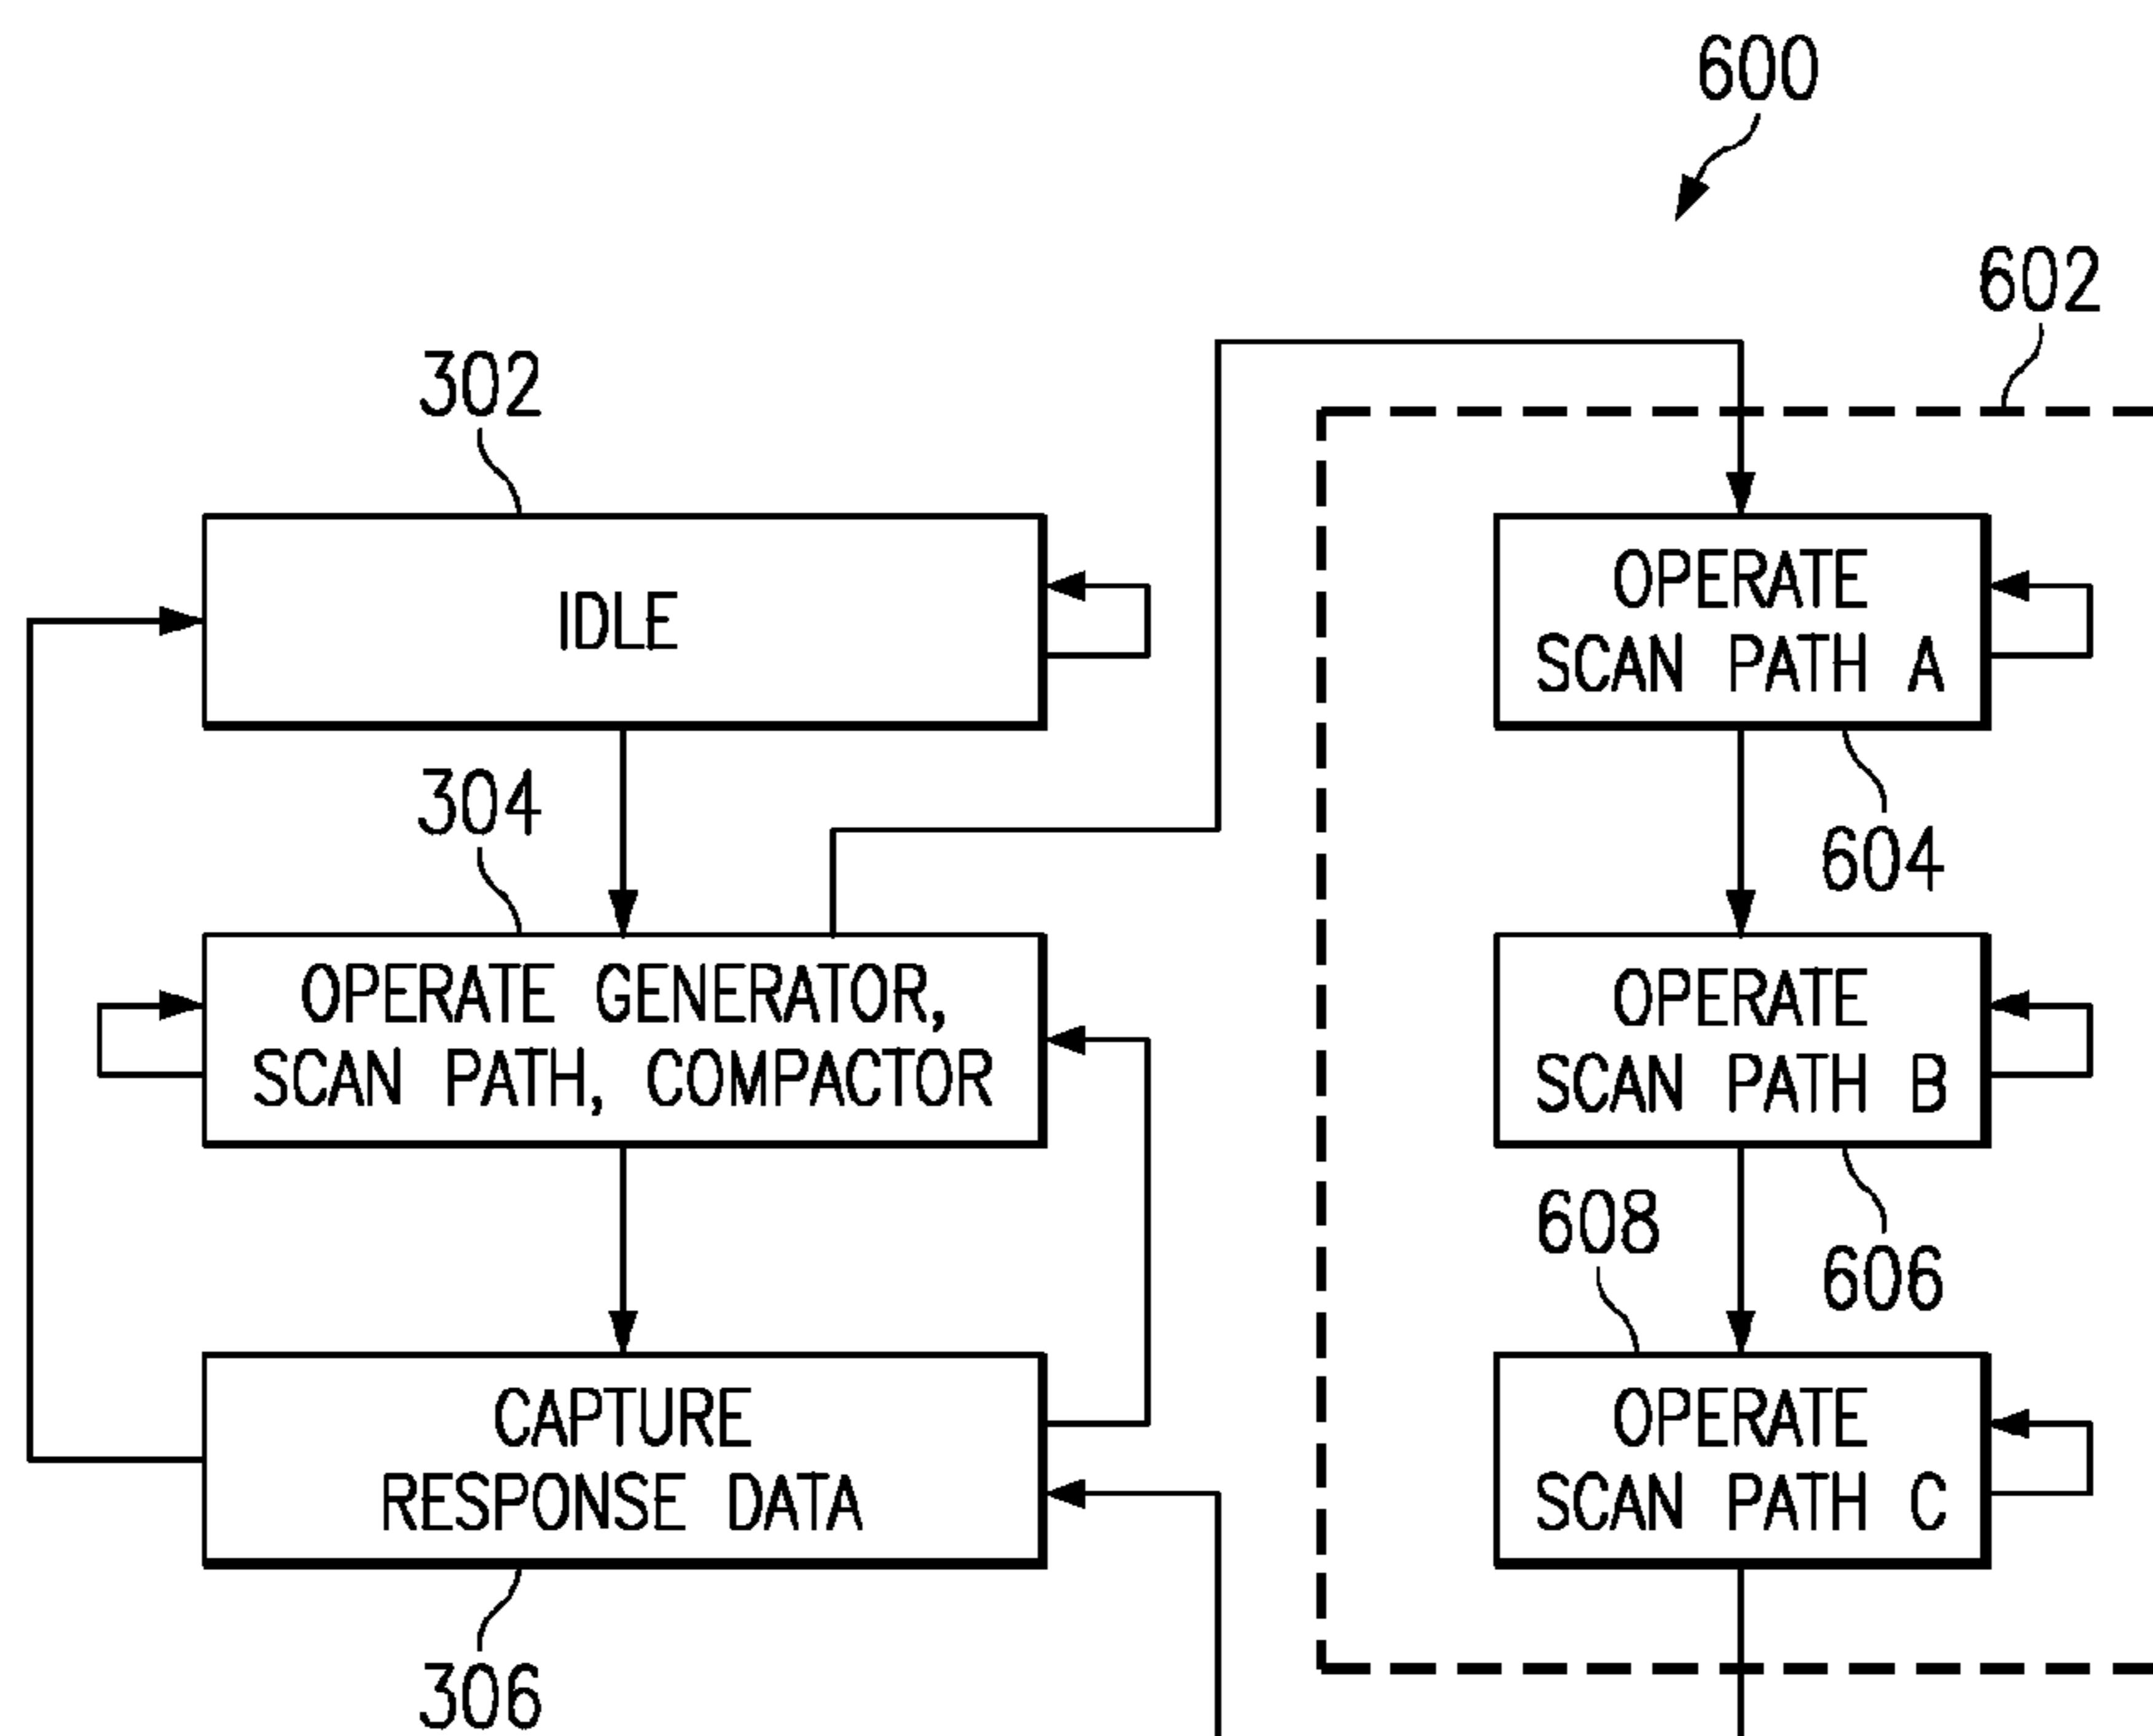 600
602
302
IDLE
OPERATE
SCAN PATH A
304
604
OPERATE GENERATOR,
SCAN PATH, COMPACTOR
OPERATE
SCAN PATH B
608
606
CAPTURE
RESPONSE DATA
OPERATE
SCAN PATH C
306